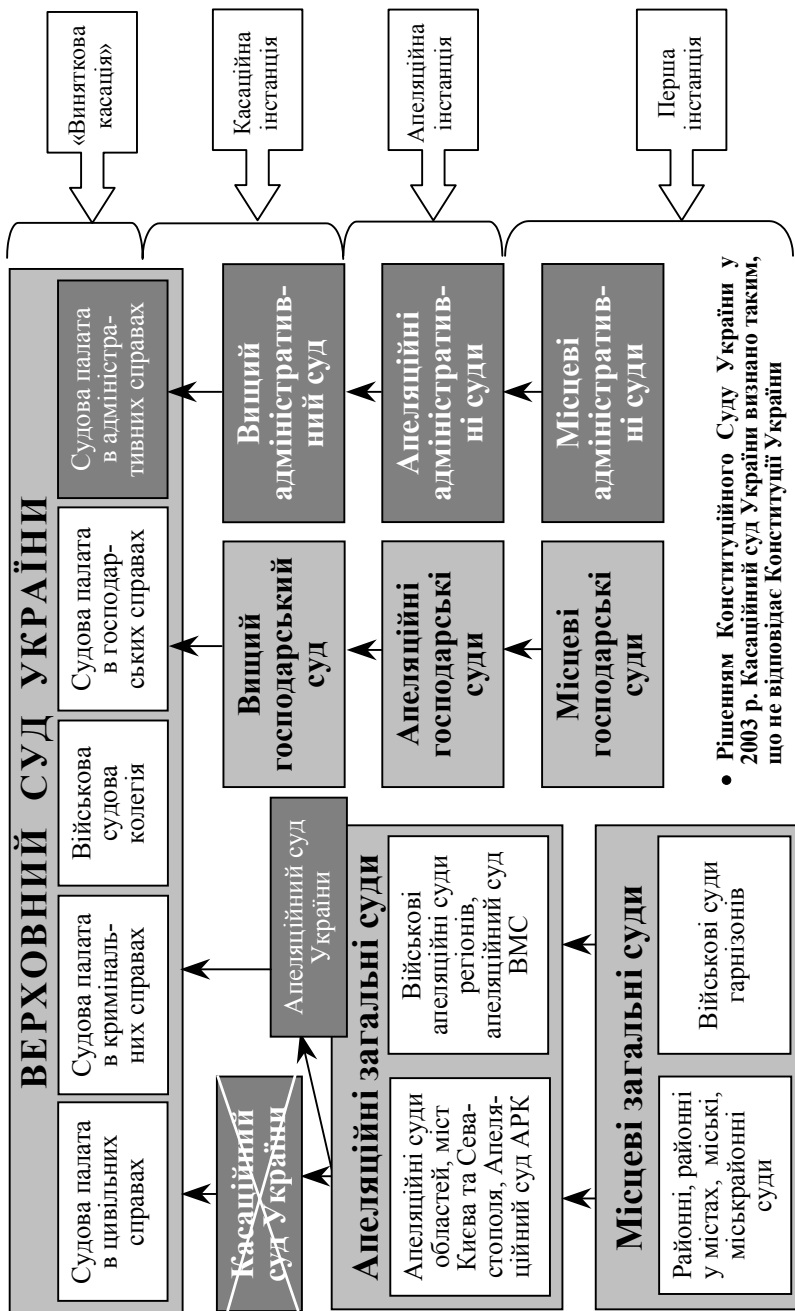 ВЕРХОВНИЙ СУД УКРАЇНИ
Судова палата
в цивільних
справах
Судова палата
в криміналь-
них справах
Військова
судова
колегія
Судова палата
в господар-
ських справах
Судова палата
в адміністра-
тивних справах
«Виняткова
касація»
Касаційний
суд України
Апеляційний суд
України
Вищий
господарський
суд
Вищий
адміністратив-
ний суд
Касаційна
інстанція
Апеляційні загальні суди
Апеляційні суди
областей, міст
Києва та Сева-
стополя, Апеля-
ційний суд АРК
Військові
апеляційні суди
регіонів,
апеляційний суд
ВМС
Апеляційні
господарські
суди
Апеляційні
адміністратив-
ні суди
Апеляційна
інстанція
Місцеві загальні суди
Районні, районні
у містах, міські,
міськрайонні
суди
Військові суди
гарнізонів
Місцеві
господарські
суди
Місцеві
адміністратив-
ні суди
Перша
інстанція
• Рішенням Конституційного Суду України у
2003 р. Касаційний суд України визнано таким,
що не відповідає Конституції України